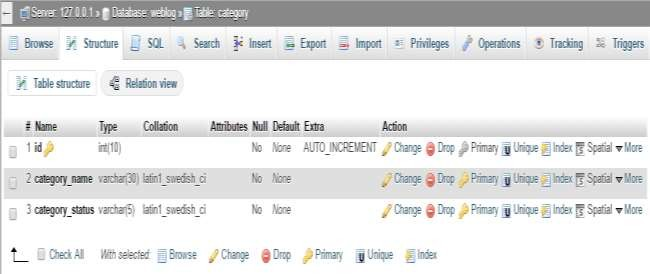 Server: 127.0.0.1 » Database: weblog » Table: category
Browse Structure SQL Search Insert Export Import Privileges Operations Tracking Triggers
Table structure Relation view
# Name Type Collation Attributes Null Default Extra Action
1 id int(10) No None AUTO_INCREMENT Change Drop Primary Unique Index Spatial More
2 category_name varchar(30) latin1_swedish_ci No None Change Drop Primary Unique Index Spatial More
3 category_status varchar(5) latin1_swedish_ci No None Change Drop Primary Unique Index Spatial More
Check All With selected: Browse Change Drop Primary Unique Index